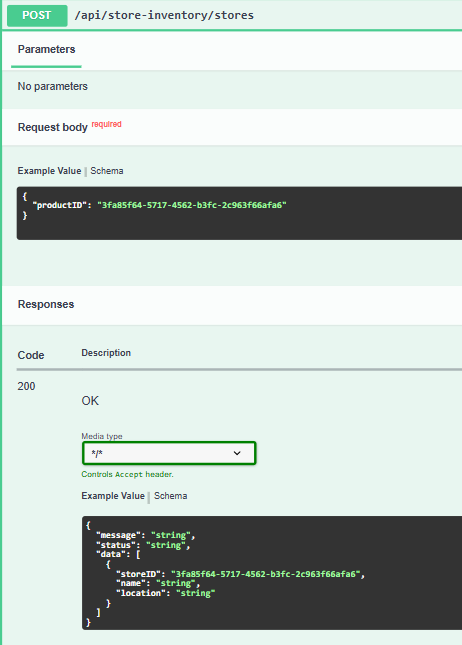 POST /api/store-inventory/stores
Parameters
No parameters
Request body required
Example Value Schema
{
"productID": "3fa85f64-5717-4562-b3fc-2c963f66afa6"
}
Responses
Code Description
200
OK
Media type
*/*
Controls Accept header.
Example Value Schema
{
"message": "string",
"status": "string",
"data": [
{
"storeID": "3fa85f64-5717-4562-b3fc-2c963f66afa6",
"name": "string",
"location": "string"
}
]
}